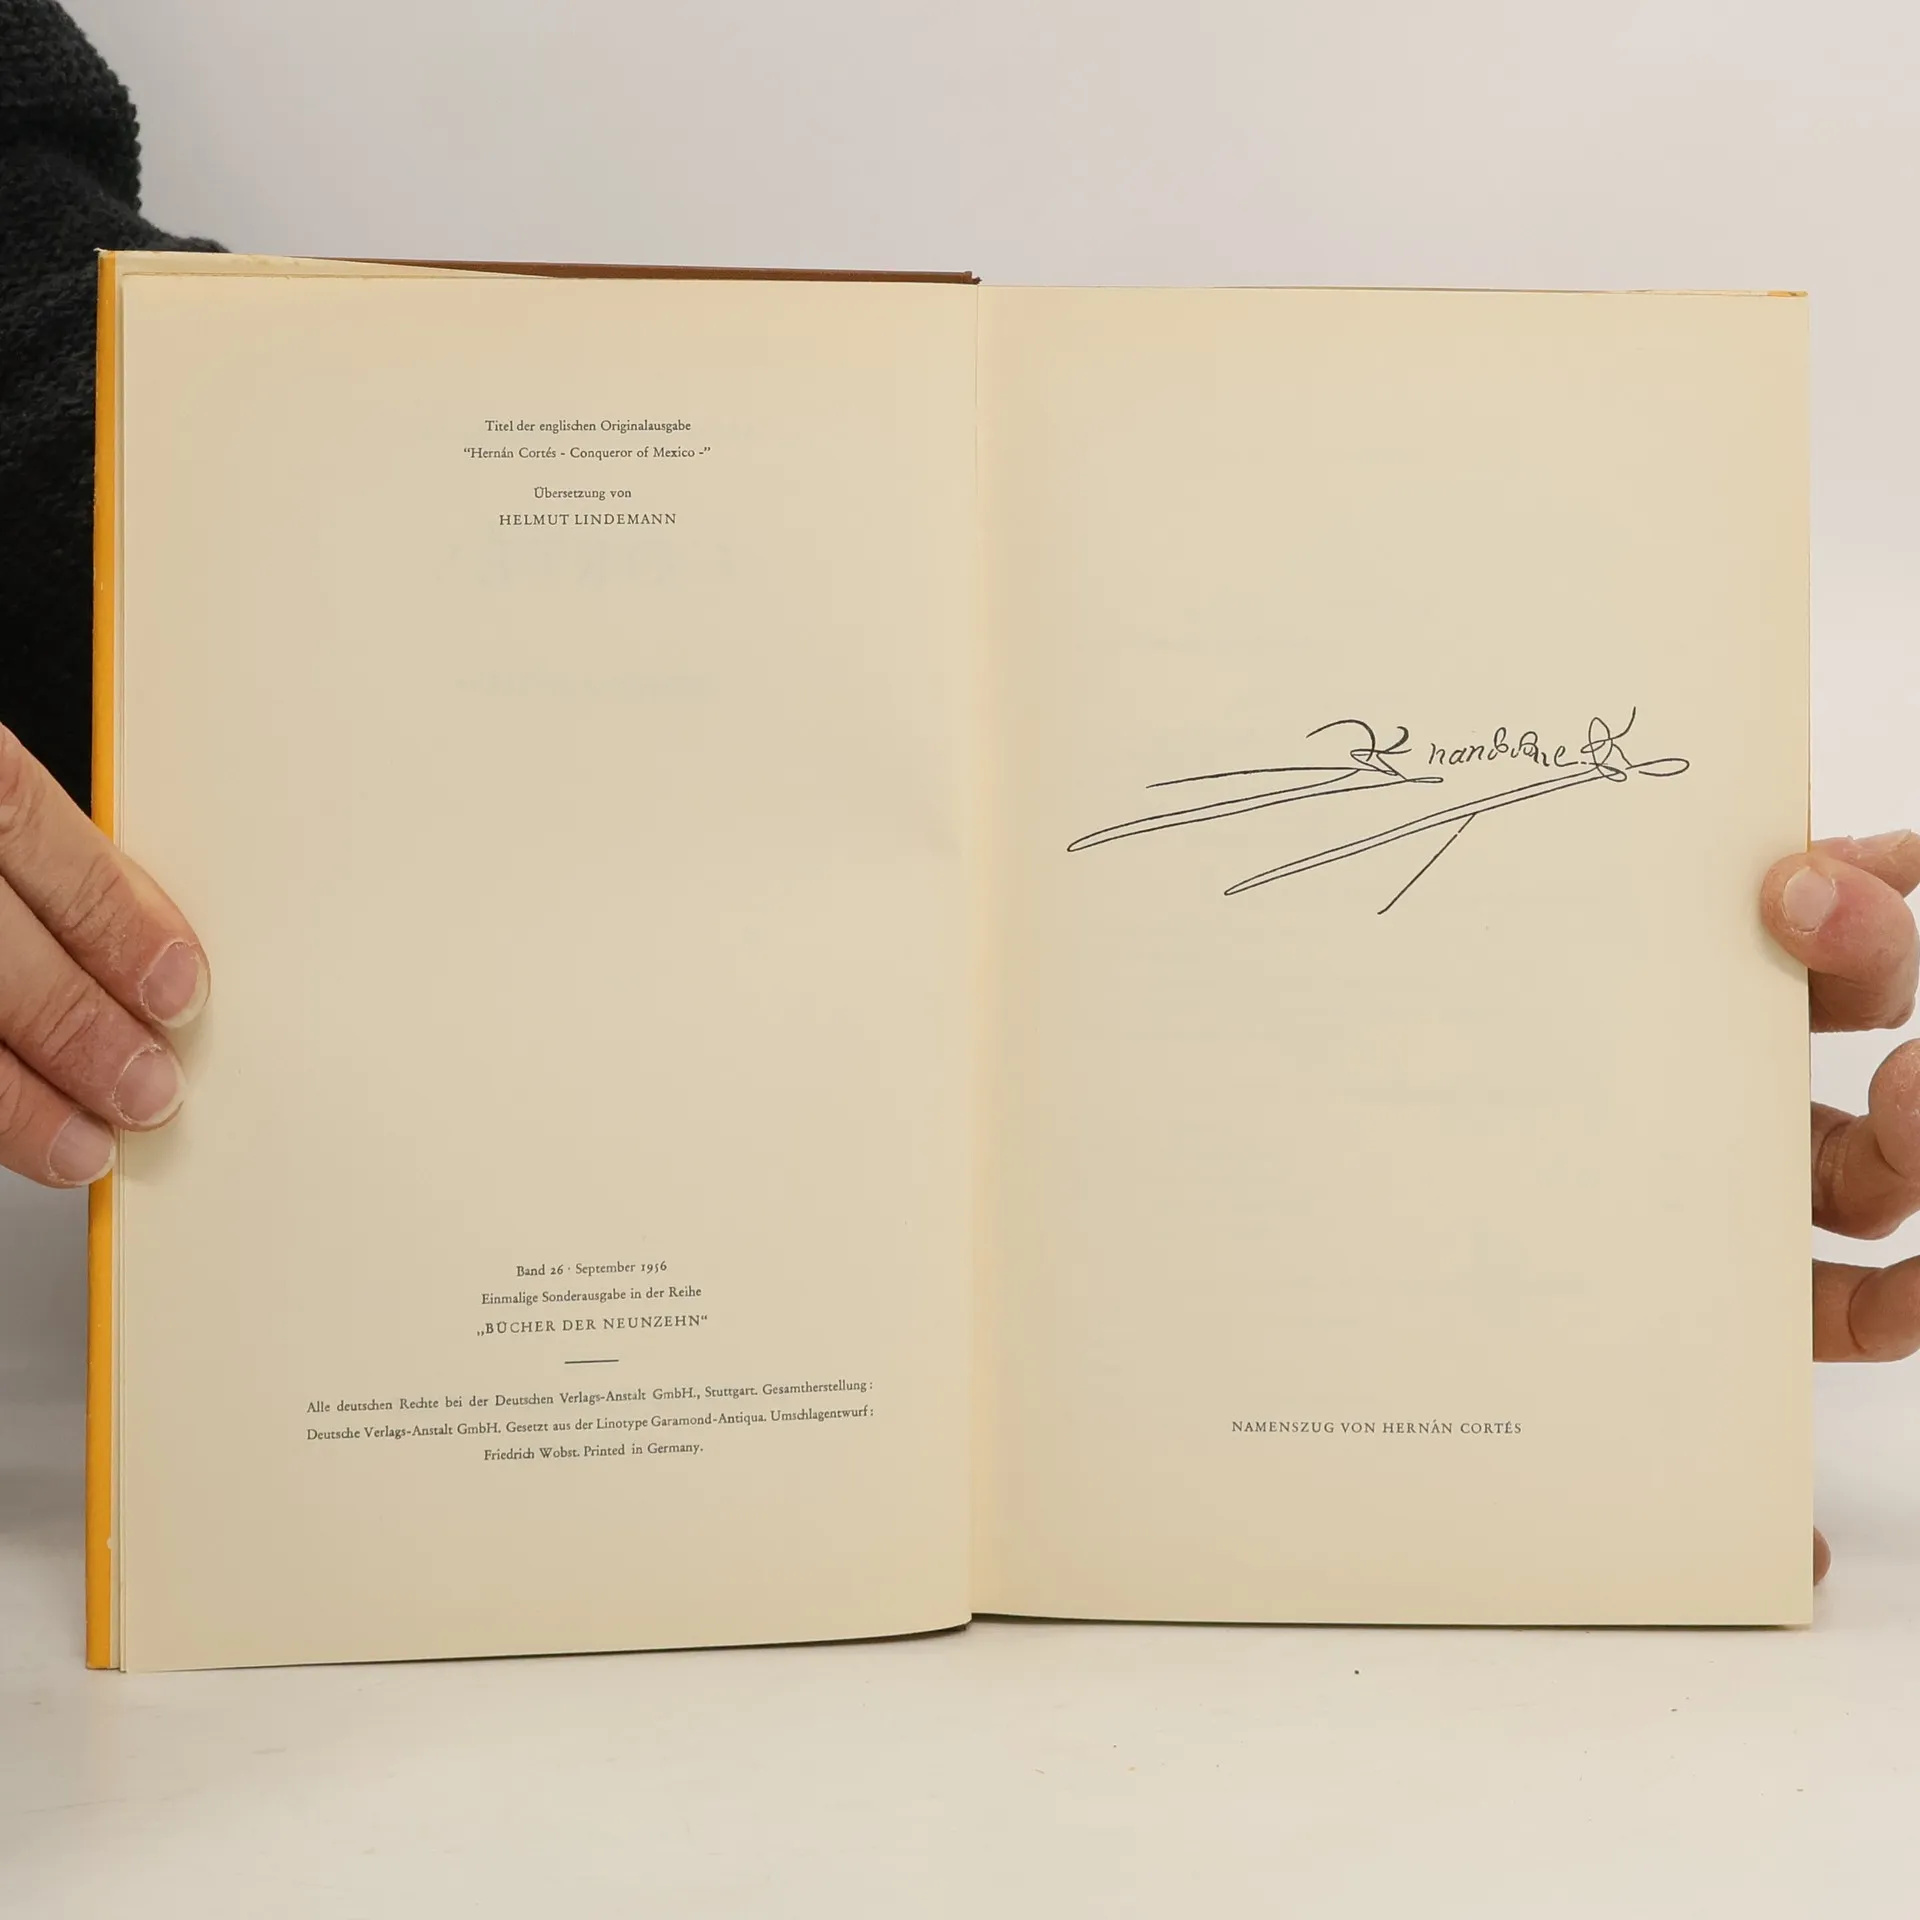 Titel der englischen Originalausgabe
“Hernán Cortés - Conqueror of Mexico -”
Übersetzung von
HELMUT LINDEMANN
Band 26 · September 1956
Einmalige Sonderausgabe in der Reihe
„BÜCHER DER NEUNZEHN“
Alle deutschen Rechte bei der Deutschen Verlags-Anstalt GmbH., Stuttgart. Gesamtherstellung:
Deutsche Verlags-Anstalt GmbH. Gesetzt aus der Linotype Garamond-Antiqua. Umschlagentwurf:
Friedrich Wobst. Printed in Germany.
NAMENSZUG VON HERNÁN CORTÉS